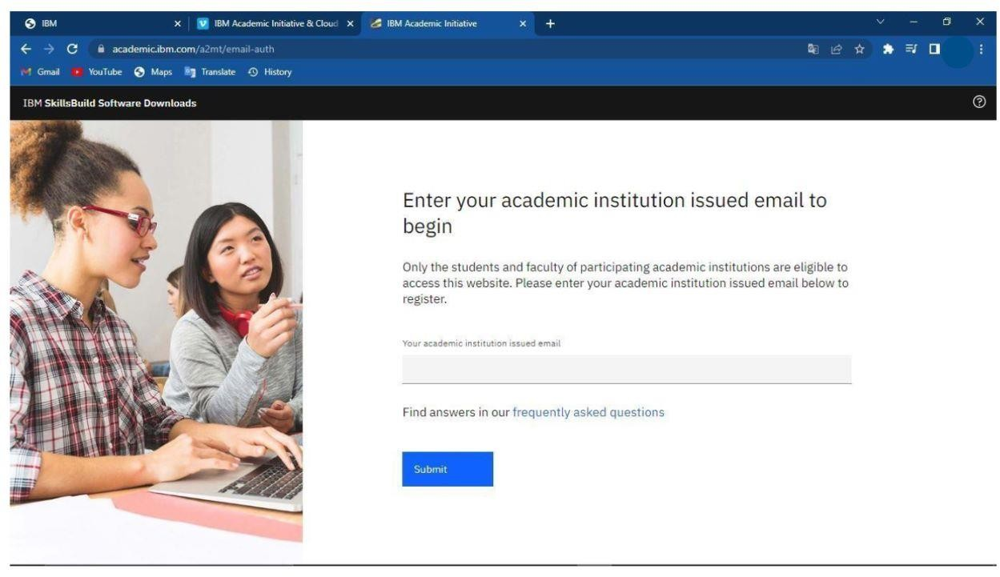 IBM
IBM Academic Initiative & Cloud
IBM Academic Initiative
academic.ibm.com/a2mt/email-auth
Gmail YouTube Maps Translate History
IBM SkillsBuild Software Downloads
Enter your academic institution issued email to
begin
Only the students and faculty of participating academic institutions are eligible to
access this website. Please enter your academic institution issued email below to
register.
Your academic institution issued email
Find answers in our frequently asked questions
Submit